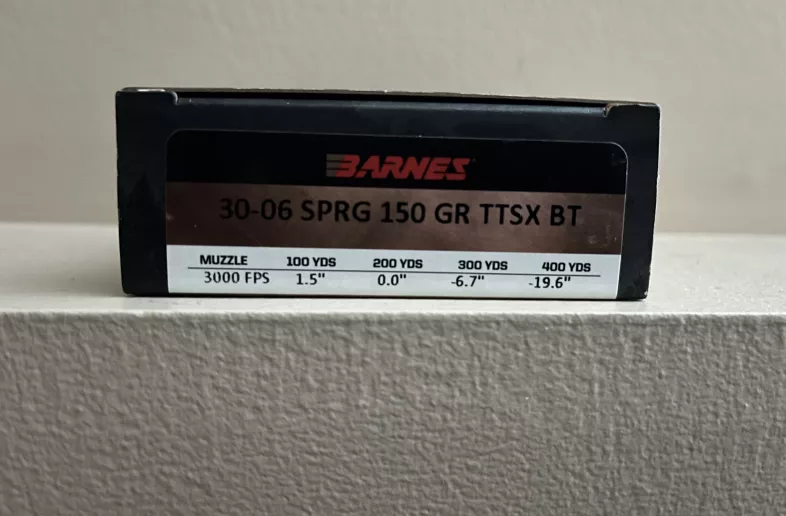 BARNES
30-06 SPRG 150 GR TTSX BT
MUZZLE 100 YDS 200 YDS 300 YDS 400 YDS
3000 FPS 1.5" 0.0" -6.7" -19.6"